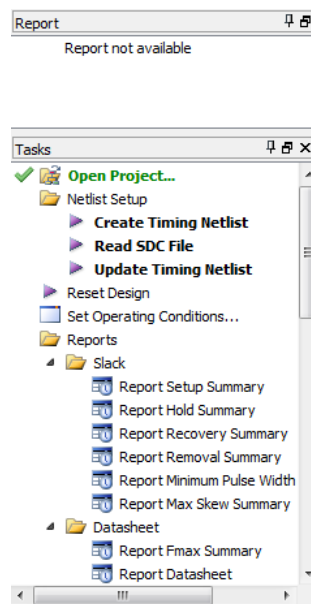 Report
Report not available
Tasks
Open Project...
Netlist Setup
Create Timing Netlist
Read SDC File
Update Timing Netlist
Reset Design
Set Operating Conditions...
Reports
Slack
Report Setup Summary
Report Hold Summary
Report Recovery Summary
Report Removal Summary
Report Minimum Pulse Width
Report Max Skew Summary
Datasheet
Report Fmax Summary
Report Datasheet